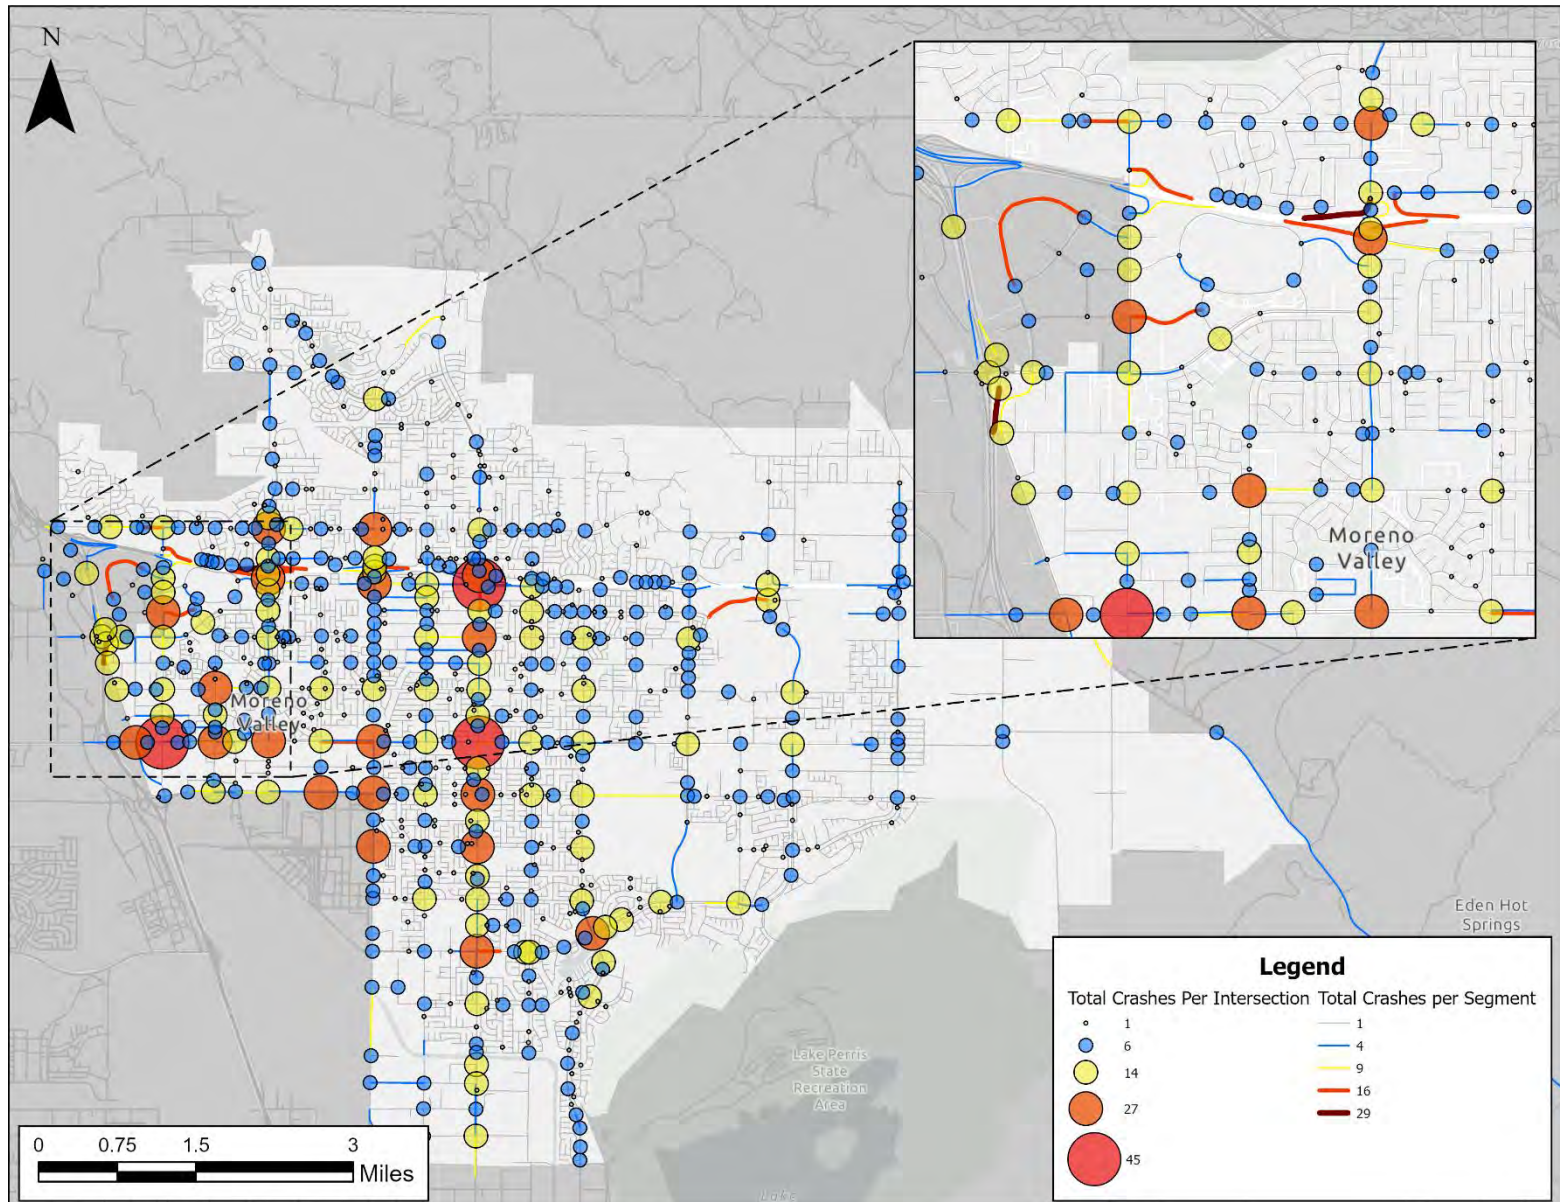 N
Moreno
Valley
Moreno
Valley
Eden Hot
Springs
Lake Perris
State
Recreation
Area
Lake
Legend
Total Crashes Per Intersection Total Crashes per Segment
1 1
6 4
14 9
27 16
45 29
0 0.75 1.5 3
Miles